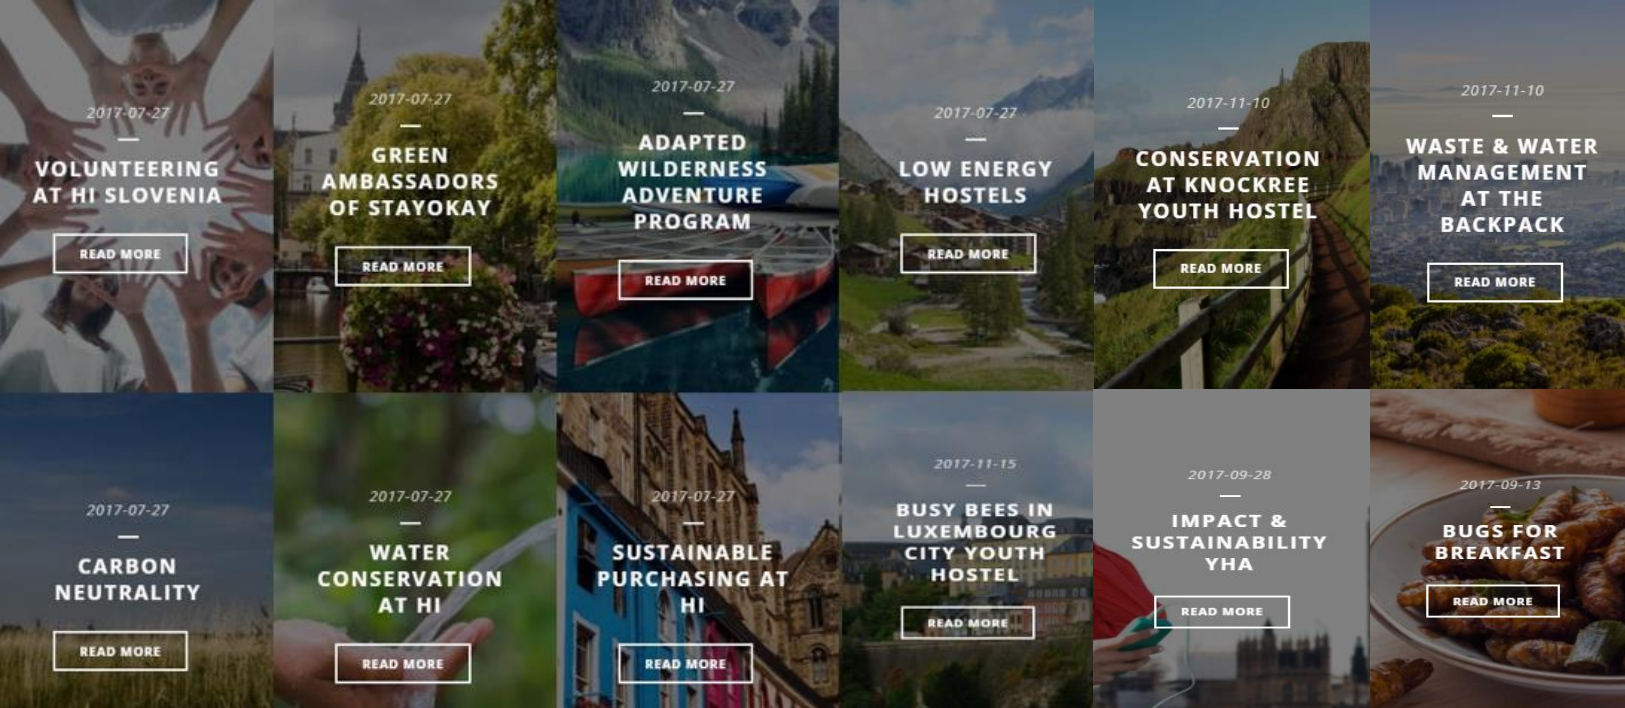 2017-07-27
VOLUNTEERING
AT HI SLOVENIA
READ MORE
2017-07-27
GREEN
AMBASSADORS
OF STAYOKAY
READ MORE
2017-07-27
ADAPTED
WILDERNESS
ADVENTURE
PROGRAM
READ MORE
2017-07-27
LOW ENERGY
HOSTELS
READ MORE
2017-11-10
CONSERVATION
AT KNOCKREE
YOUTH HOSTEL
READ MORE
2017-11-10
WASTE & WATER
MANAGEMENT
AT THE
BACKPACK
READ MORE
2017-07-27
CARBON
NEUTRALITY
READ MORE
2017-07-27
WATER
CONSERVATION
AT HI
READ MORE
2017-07-27
SUSTAINABLE
PURCHASING AT
HI
READ MORE
2017-11-15
BUSY BEES IN
LUXEMBOURG
CITY YOUTH
HOSTEL
READ MORE
2017-09-28
IMPACT &
SUSTAINABILITY
YHA
READ MORE
2017-09-13
BUGS FOR
BREAKFAST
READ MORE